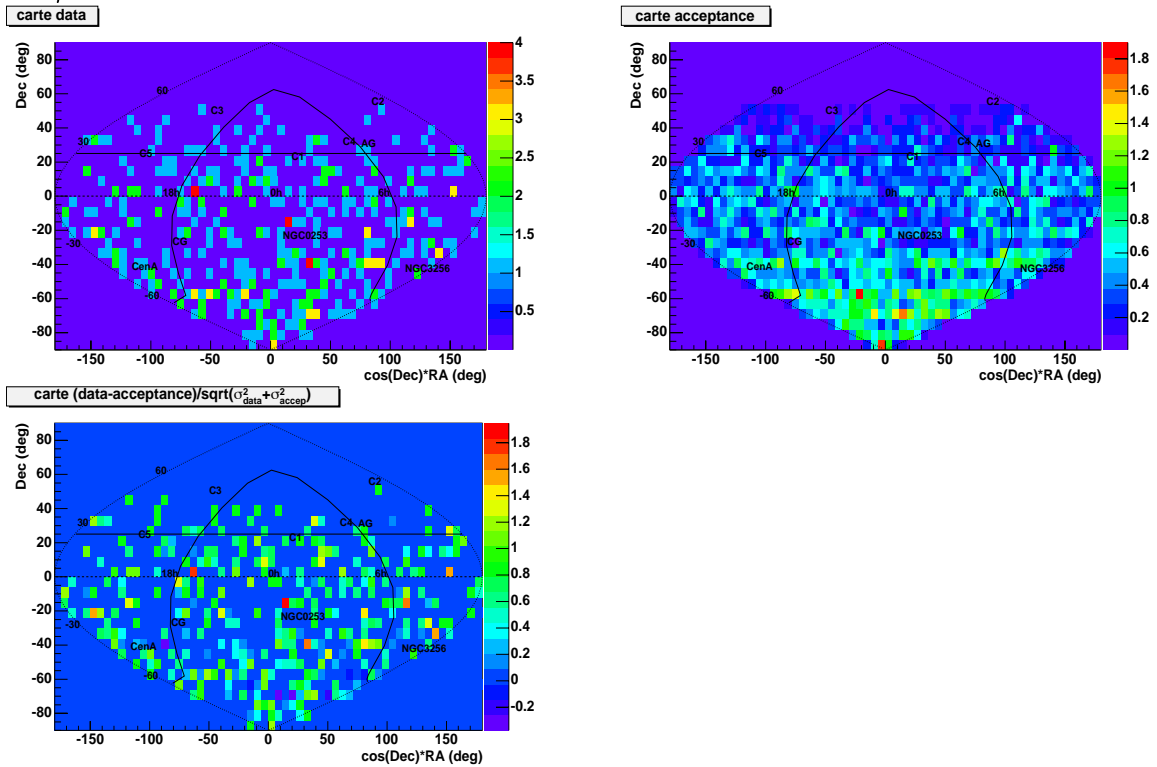 carte data
Dec (deg)
80
60
40
20
0
-20
-40
-60
-80
60
30
-30
-60
C2
C3
C4
AG
C5
C1
18h
0h
6h
NGC0253
CG
CenA
NGC3256
-150 -100 -50 0 50 100 150
cos(Dec)*RA (deg)
4
3.5
3
2.5
2
1.5
1
0.5
carte acceptance
Dec (deg)
80
60
40
20
0
-20
-40
-60
-80
60
30
-30
-60
C2
C3
C4
AG
C5
C1
18h
0h
6h
NGC0253
CG
CenA
NGC3256
-150 -100 -50 0 50 100 150
cos(Dec)*RA (deg)
1.8
1.6
1.4
1.2
1
0.8
0.6
0.4
0.2
carte (data-acceptance)/sqrt(σ²data+σ²accep)
Dec (deg)
80
60
40
20
0
-20
-40
-60
-80
60
30
-30
-60
C2
C3
C4
AG
C5
C1
18h
0h
6h
NGC0253
CG
CenA
NGC3256
-150 -100 -50 0 50 100 150
cos(Dec)*RA (deg)
1.8
1.6
1.4
1.2
1
0.8
0.6
0.4
0.2
0
-0.2